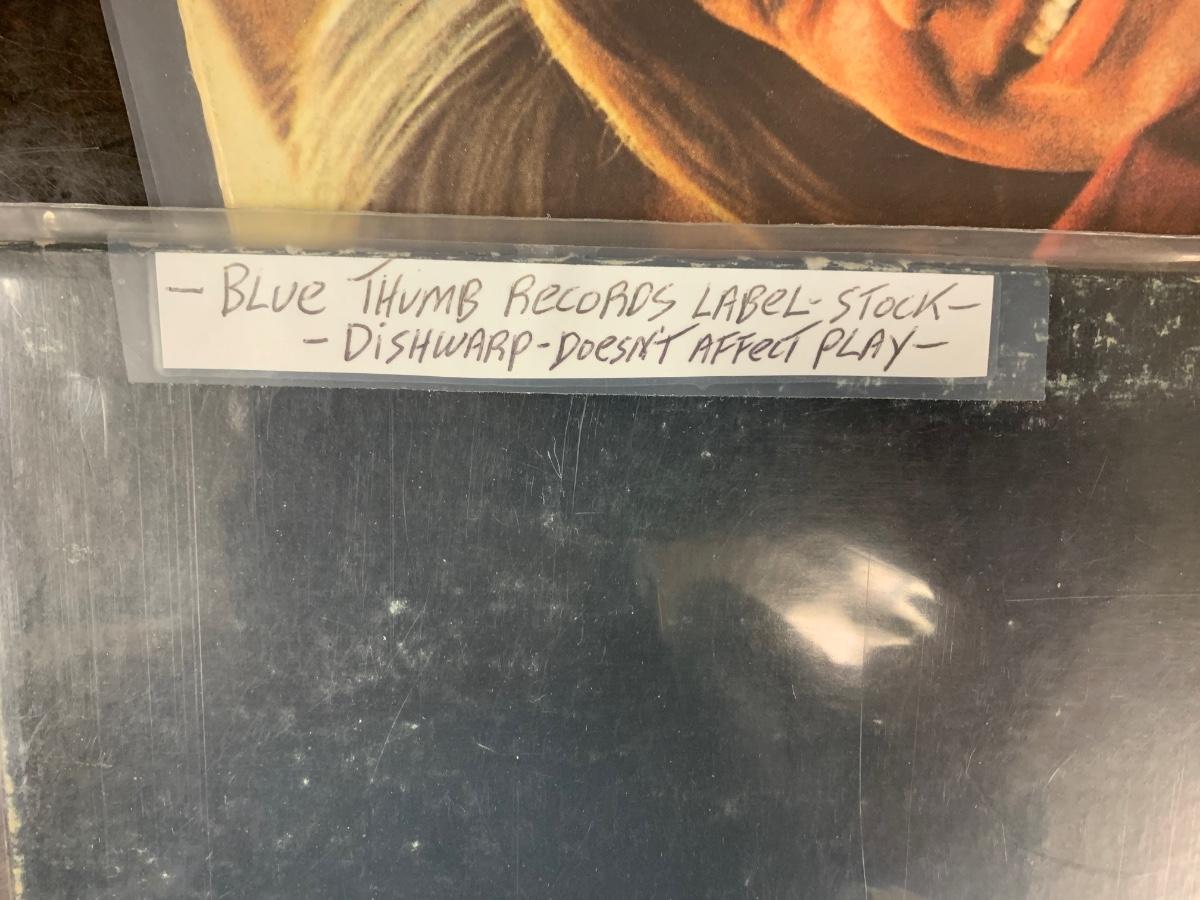 - BLUE THUMB RECORDS LABEL - STOCK -
- DISHWARP - DOESN'T AFFECT PLAY -